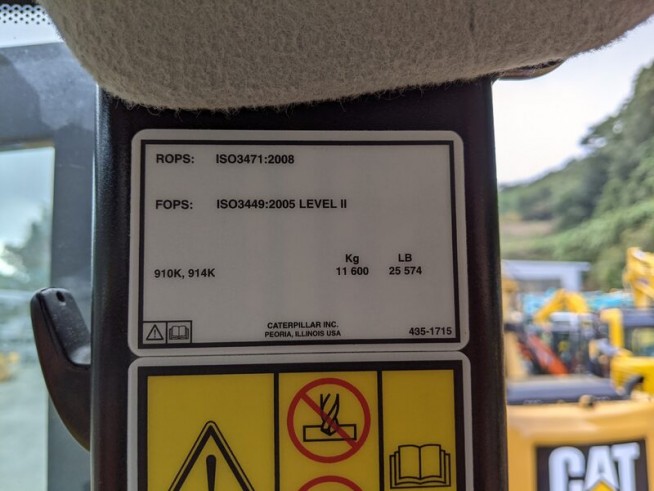 ROPS: ISO3471:2008
FOPS: ISO3449:2005 LEVEL II
Kg LB
910K, 914K 11 600 25 574
CATERPILLAR INC.
PEORIA, ILLINOIS USA
435-1715
CAT